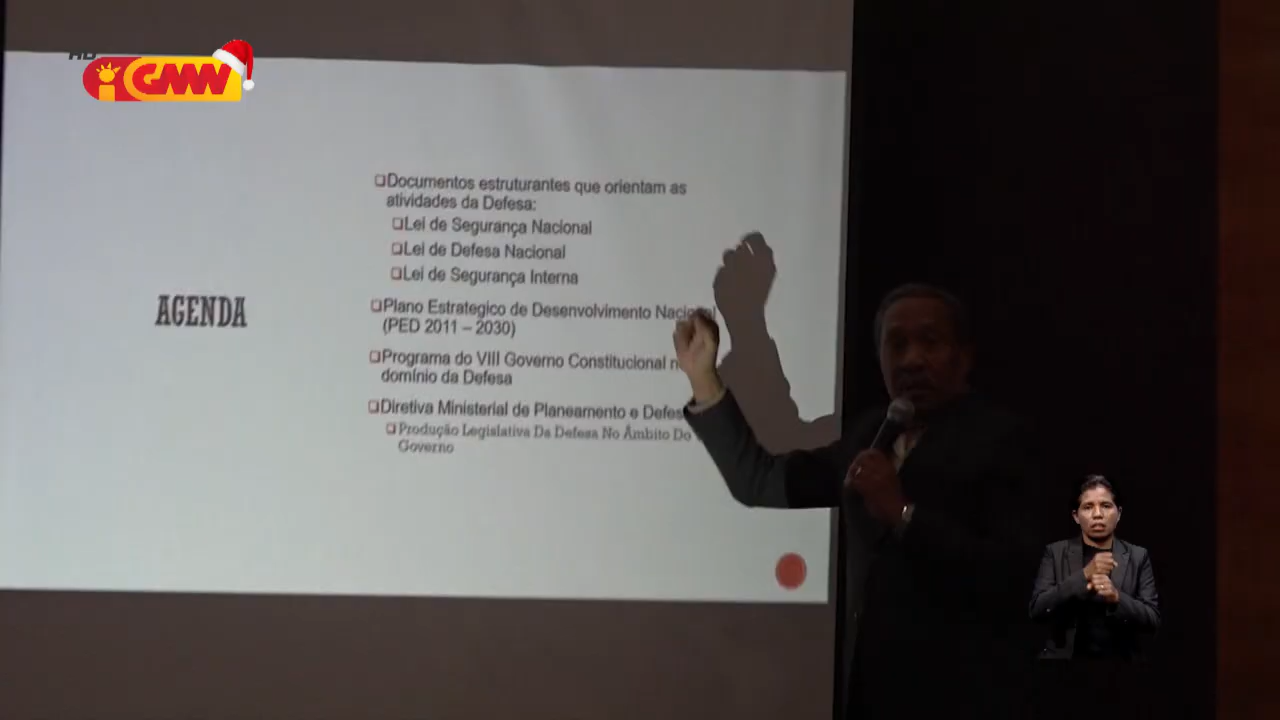 HD
GMN
AGENDA
Documentos estruturantes que orientam as
atividades da Defesa:
Lei de Segurança Nacional
Lei de Defesa Nacional
Lei de Segurança Interna
Plano Estrategico de Desenvolvimento Nacional
(PED 2011 – 2030)
Programa do VIII Governo Constitucional
domínio da Defesa
Diretiva Ministerial de Planeamento e
Produção Legislativa Da Defesa No Âmbito Do
Governo